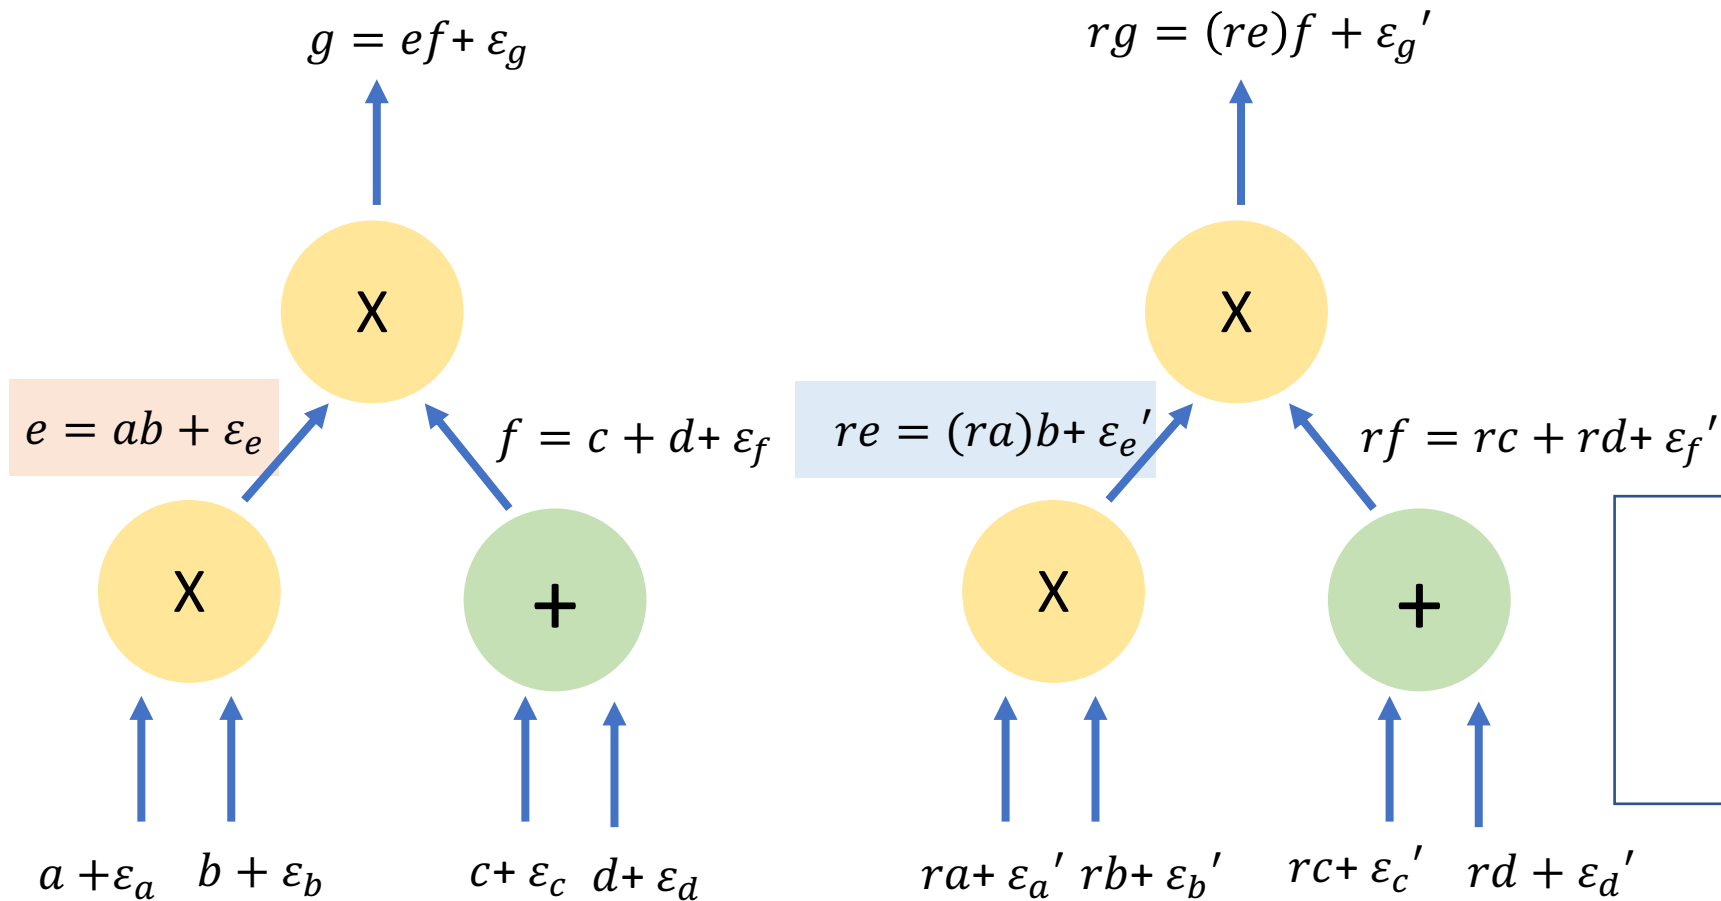 g = ef+ ε_g
rg = (re)f + ε_g′
X
X
e = ab + ε_e
f = c + d+ ε_f
re = (ra)b+ ε_e′
rf = rc + rd+ ε_f′
X
+
X
+
a +ε_a
b + ε_b
c+ ε_c
d+ ε_d
ra+ ε_a′
rb+ ε_b′
rc+ ε_c′
rd + ε_d′